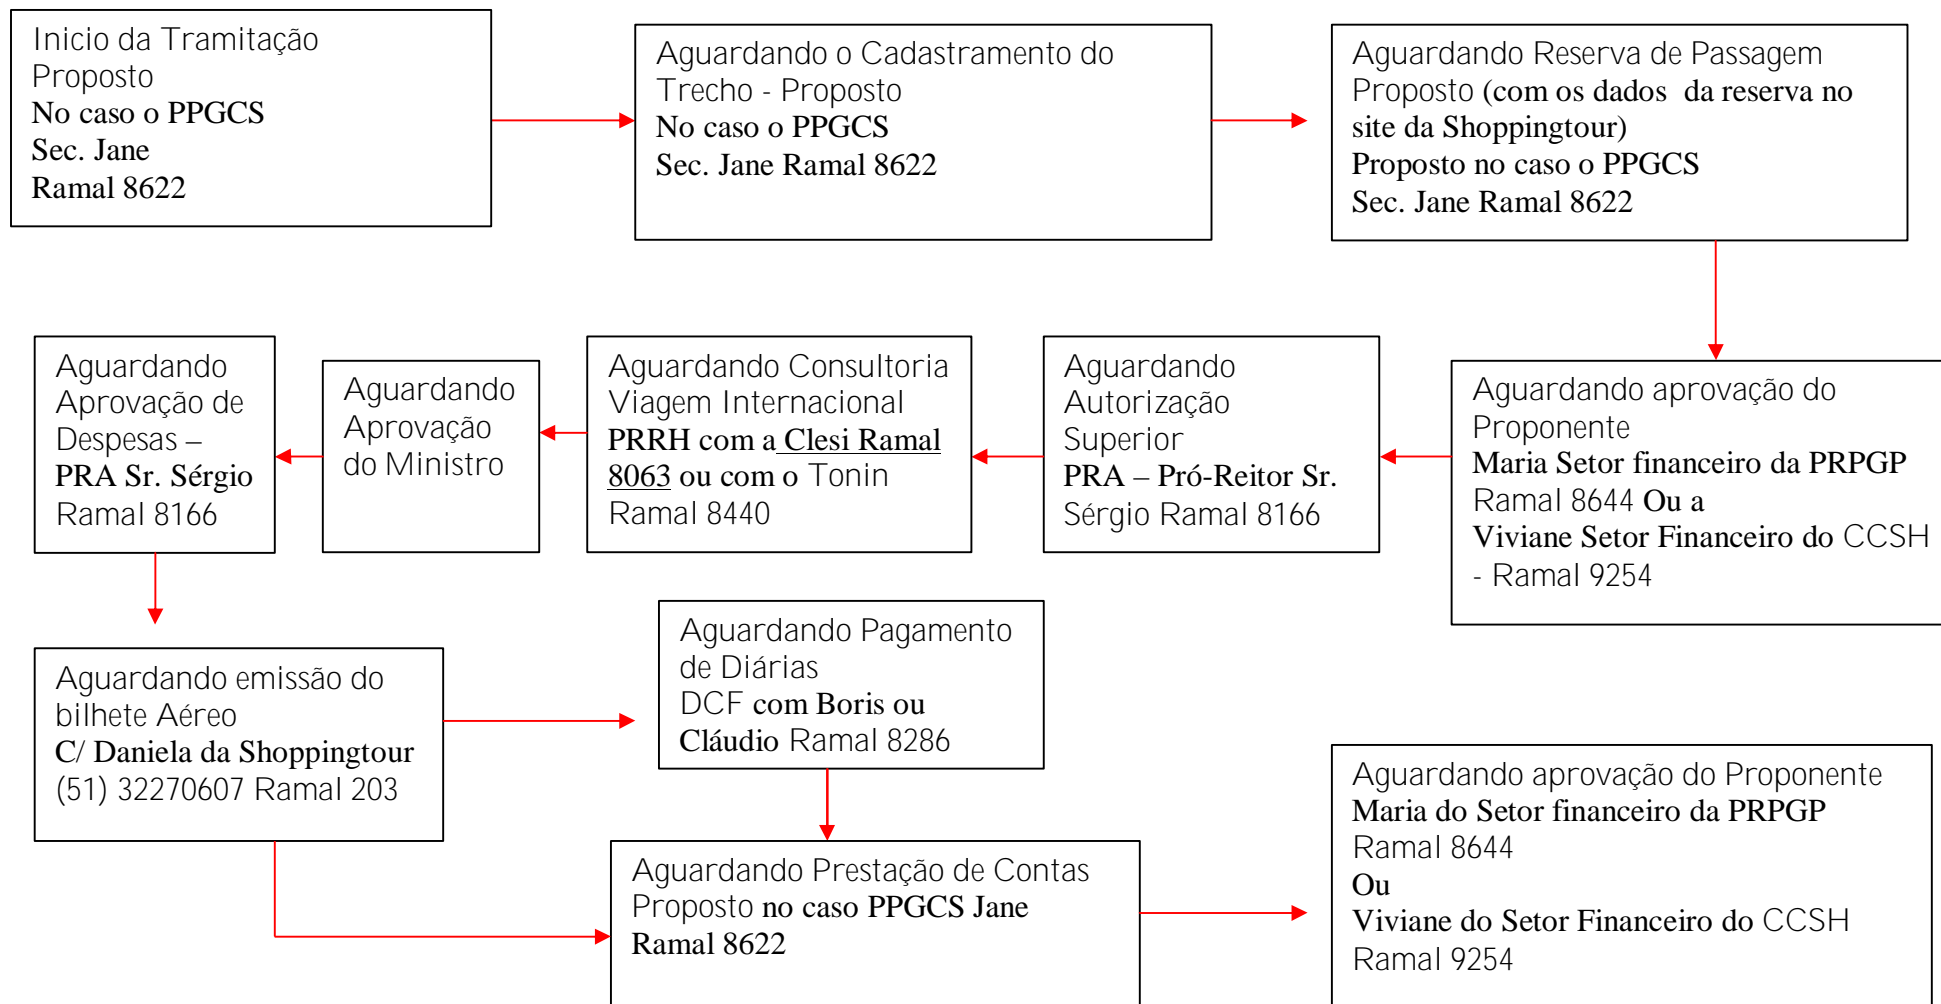 Inicio da Tramitação
Proposto
No caso o PPGCS
Sec. Jane
Ramal 8622
Aguardando o Cadastramento do
Trecho - Proposto
No caso o PPGCS
Sec. Jane Ramal 8622
Aguardando Reserva de Passagem
Proposto (com os dados da reserva no
site da Shoppingtour)
Proposto no caso o PPGCS
Sec. Jane Ramal 8622
Aguardando aprovação do
Proponente
Maria Setor financeiro da PRPGP
Ramal 8644 Ou a
Viviane Setor Financeiro do CCSH
- Ramal 9254
Aguardando
Autorização
Superior
PRA – Pró-Reitor Sr.
Sérgio Ramal 8166
Aguardando Consultoria
Viagem Internacional
PRRH com a Clesi Ramal
8063 ou com o Tonin
Ramal 8440
Aguardando
Aprovação
do Ministro
Aguardando
Aprovação de
Despesas –
PRA Sr. Sérgio
Ramal 8166
Aguardando emissão do
bilhete Aéreo
C/ Daniela da Shoppingtour
(51) 32270607 Ramal 203
Aguardando Pagamento
de Diárias
DCF com Boris ou
Cláudio Ramal 8286
Aguardando Prestação de Contas
Proposto no caso PPGCS Jane
Ramal 8622
Aguardando aprovação do Proponente
Maria do Setor financeiro da PRPGP
Ramal 8644
Ou
Viviane do Setor Financeiro do CCSH
Ramal 9254